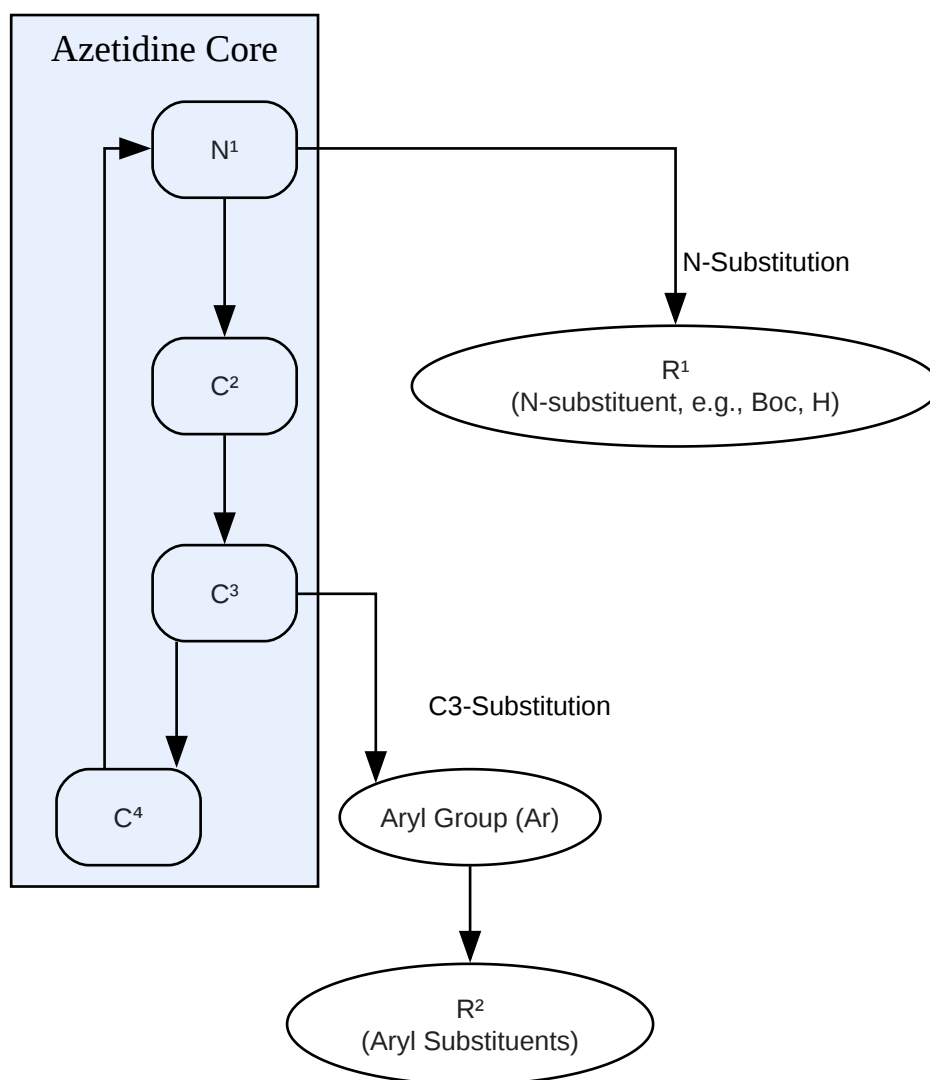 Azetidine Core
N¹
N-Substitution
C²
R¹
(N-substituent, e.g., Boc, H)
C³
C3-Substitution
C⁴
Aryl Group (Ar)
R²
(Aryl Substituents)